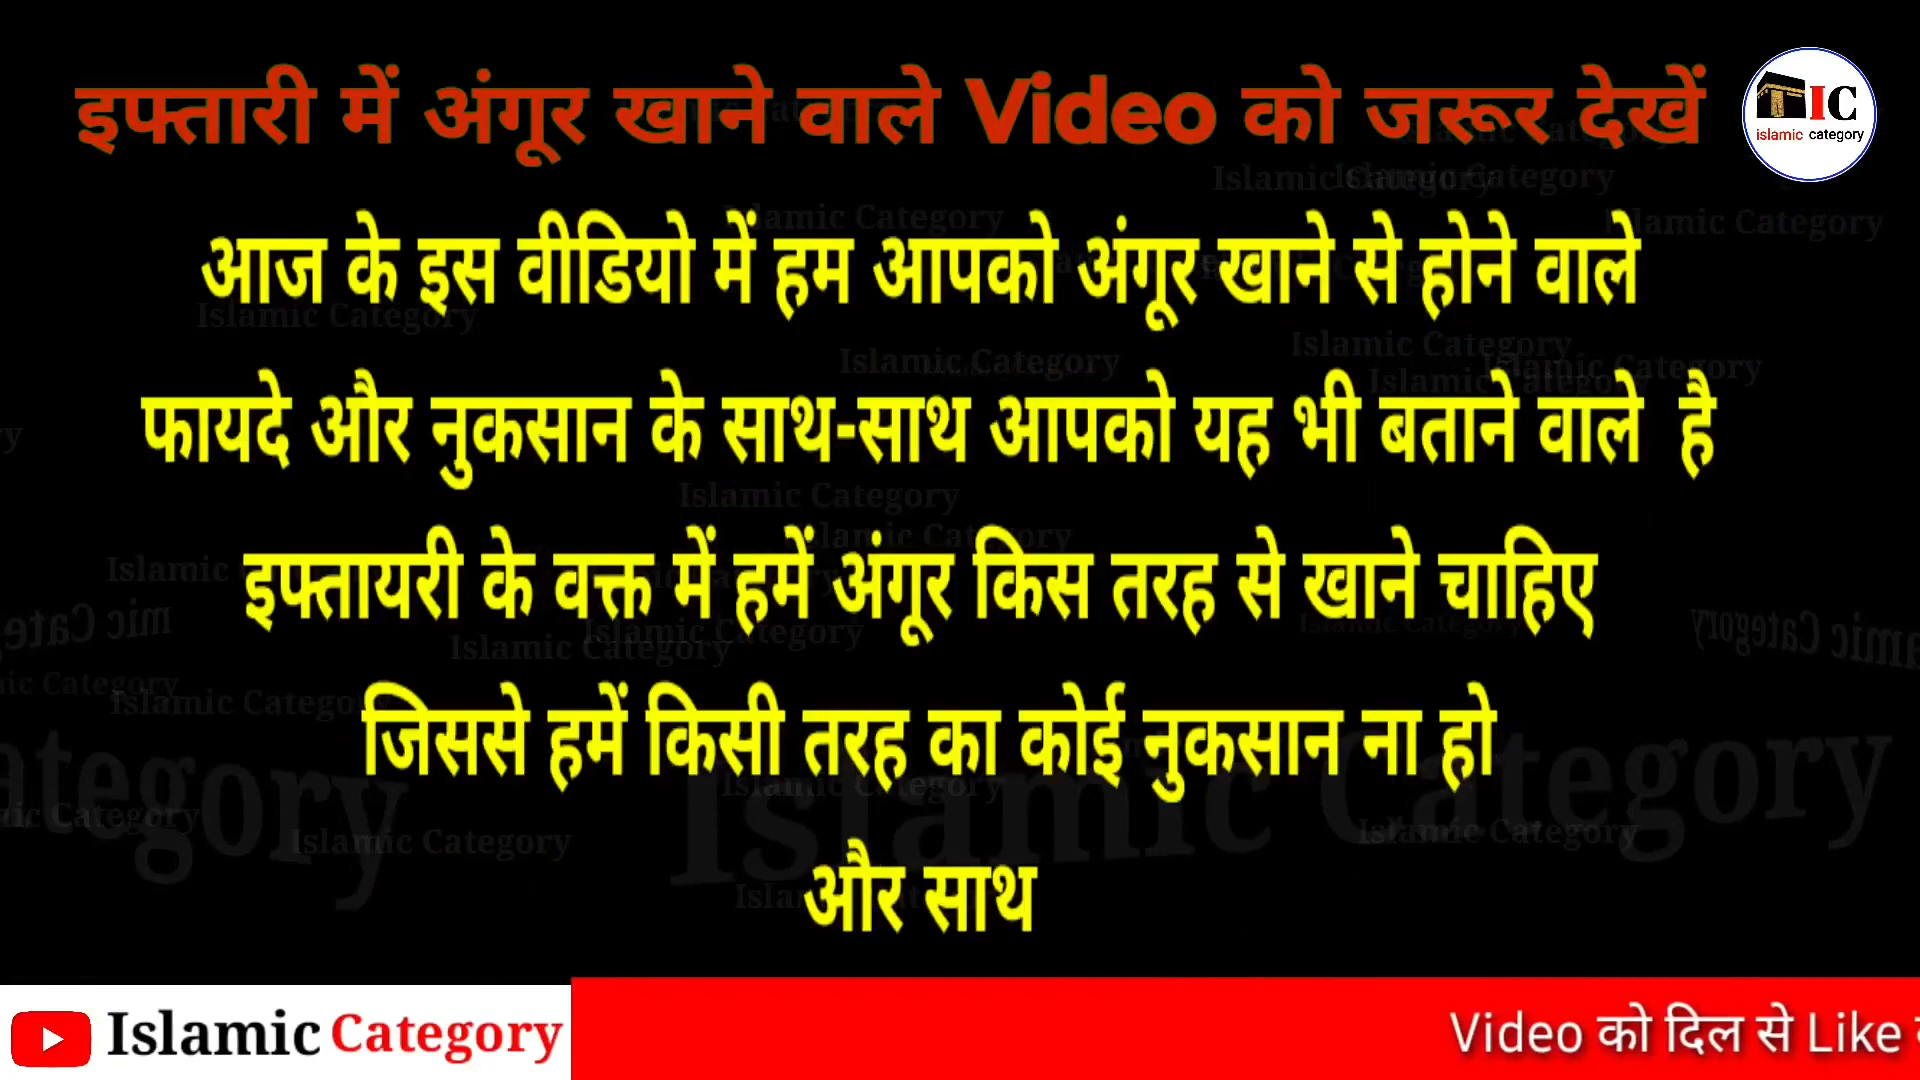 इफ्तारी में अंगूर खाने वाले Video को जरूर देखें
IC
islamic category
आज के इस वीडियो में हम आपको अंगूर खाने से होने वाले
फायदे और नुकसान के साथ-साथ आपको यह भी बताने वाले है
इफ्तायरी के वक्त में हमें अंगूर किस तरह से खाने चाहिए
जिससे हमें किसी तरह का कोई नुकसान ना हो
और साथ
Islamic Category
Video को दिल से Like